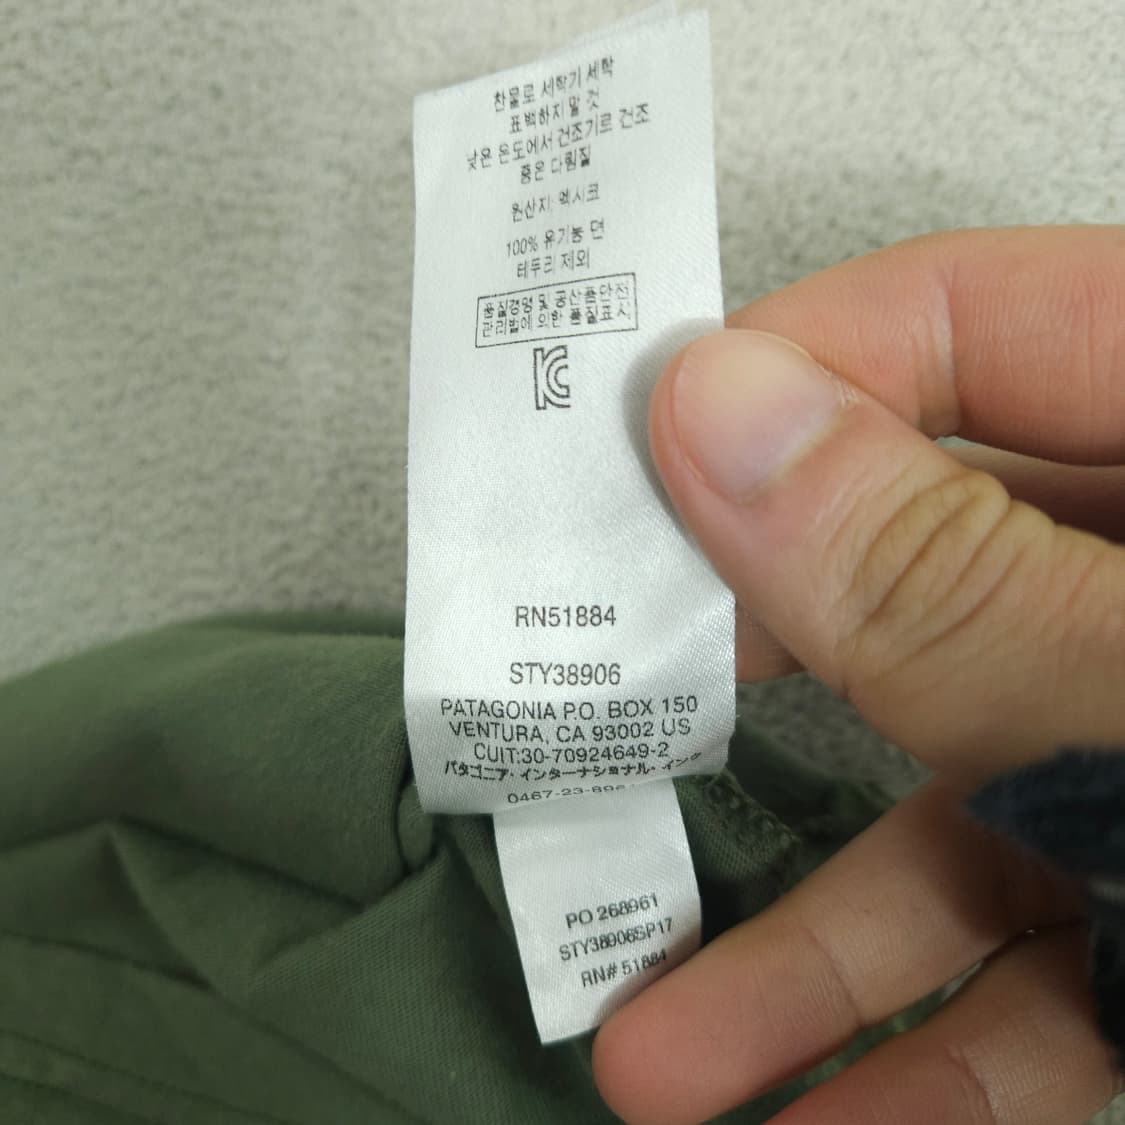 찬물로 세탁기 세탁
표백하지 말 것
낮은 온도에서 건조기르 건조
중온 다림질
원산지: 멕시코
100% 유기농 면
테두리 제외
품질경영 및 공산품안전
관리법에 의한 품질표시
KC
RN51884
STY38906
PATAGONIA P.O. BOX 150
VENTURA, CA 93002 US
CUIT:30-70924649-2
パタゴニア・インターナショナル・インク
0467-23-896
PO 268961
STY38906SP17
RN# 51884